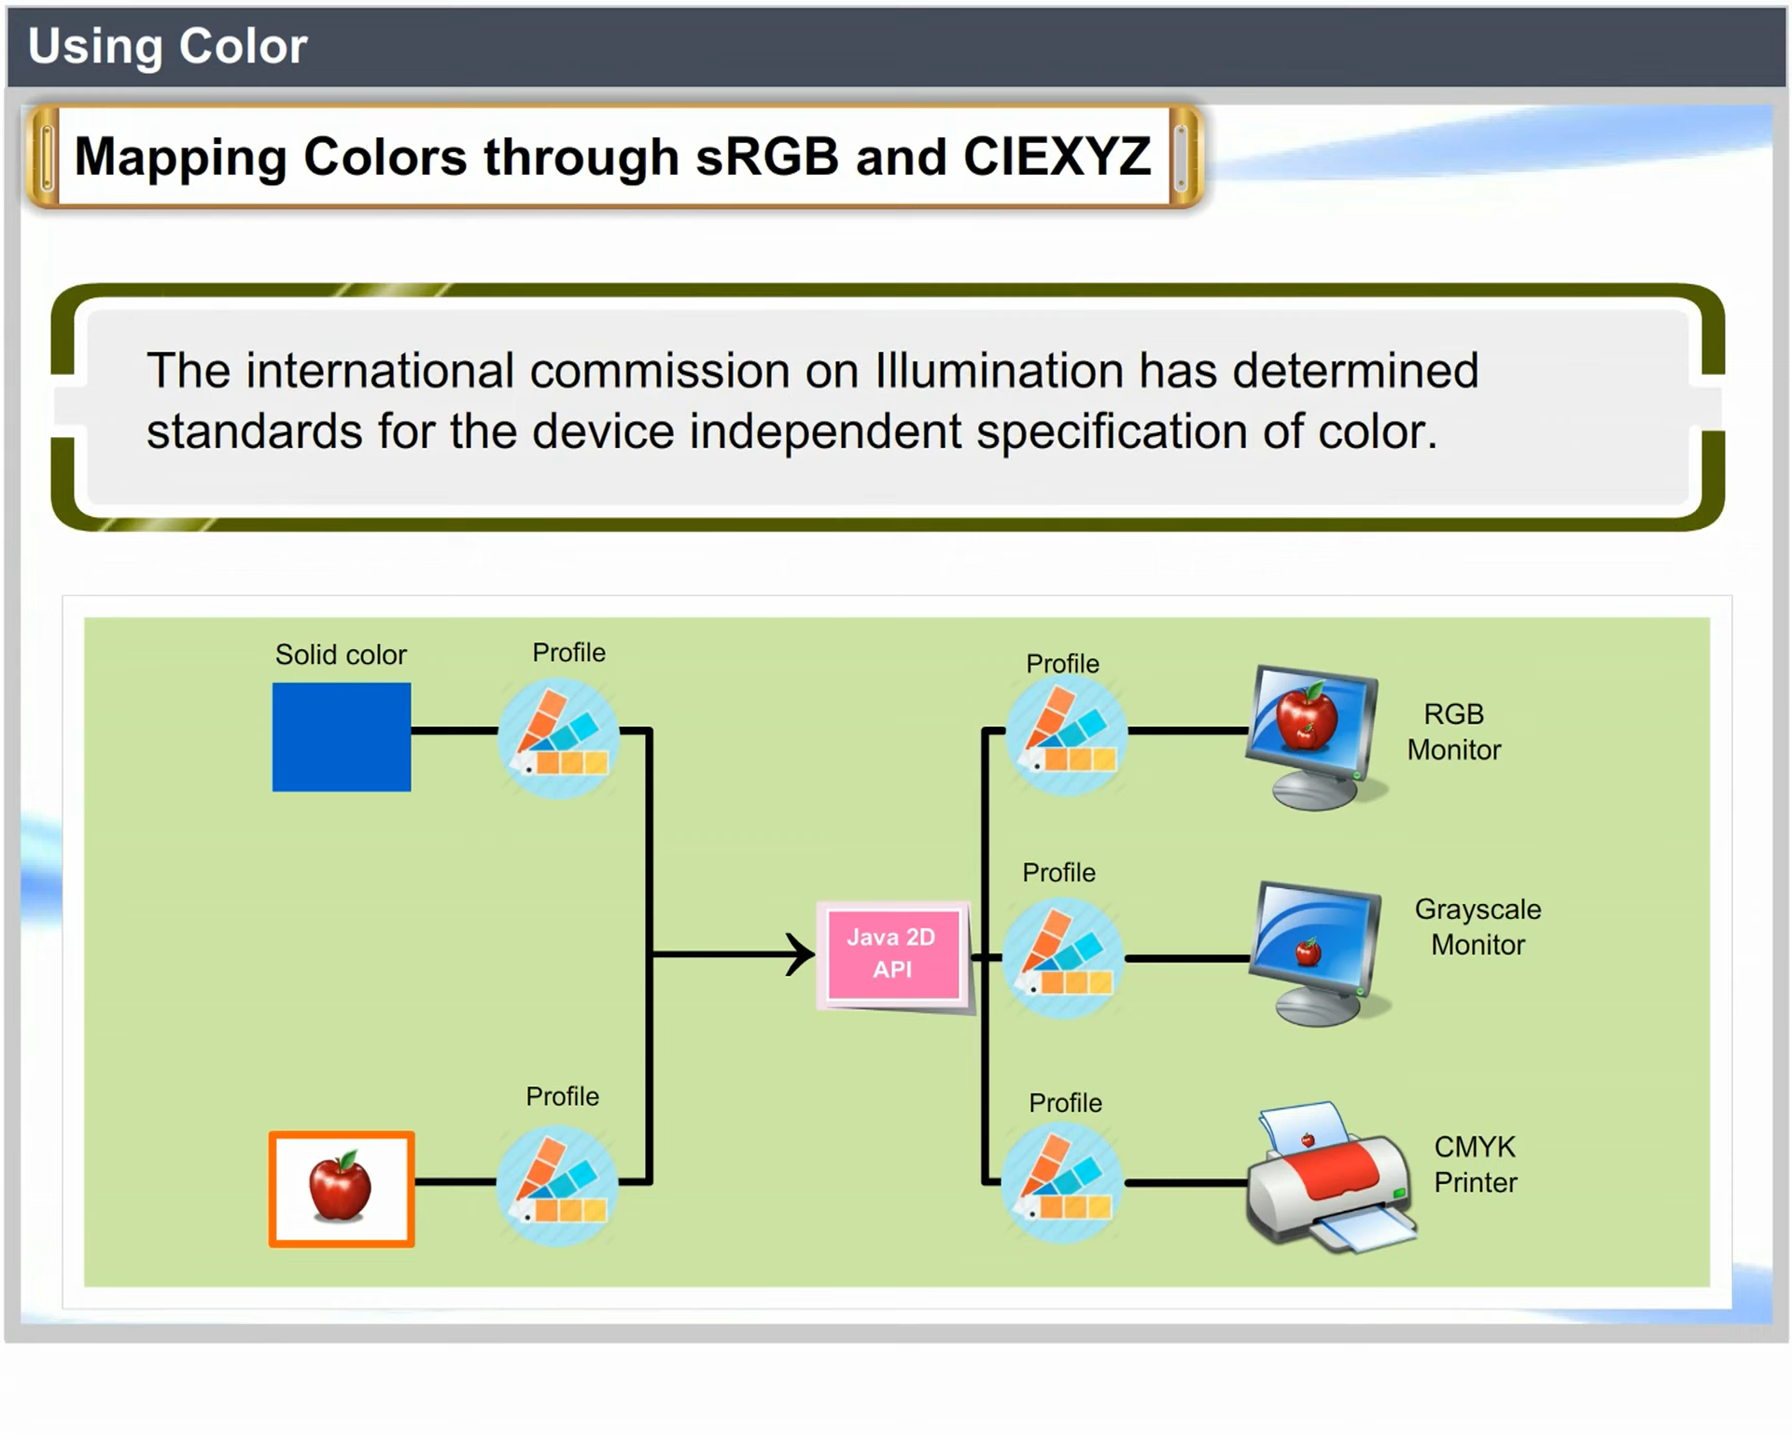 Using Color
Mapping Colors through sRGB and CIEXYZ
The international commission on Illumination has determined
standards for the device independent specification of color.
Solid color
Profile
Profile
RGB
Monitor
Profile
Grayscale
Monitor
Java 2D
API
Profile
Profile
CMYK
Printer